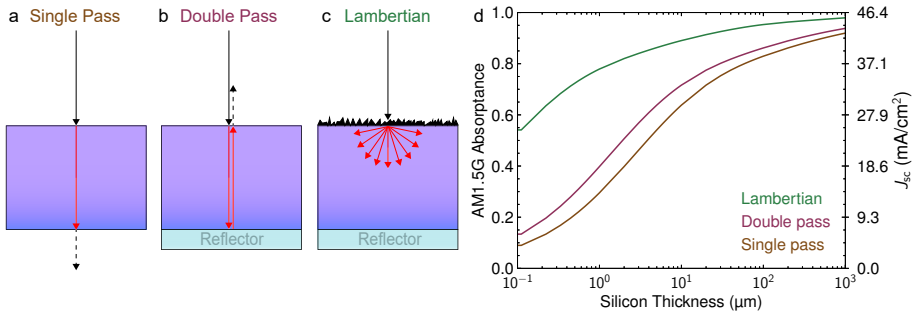 a Single Pass
b Double Pass
c Lambertian
d
Reflector
Reflector
AM1.5G Absorptance
1.0
0.8
0.6
0.4
0.2
0.0
46.4
37.1
27.9
18.6
9.3
0.0
Jsc (mA/cm²)
Lambertian
Double pass
Single pass
10⁻¹ 10⁰ 10¹ 10² 10³
Silicon Thickness (μm)